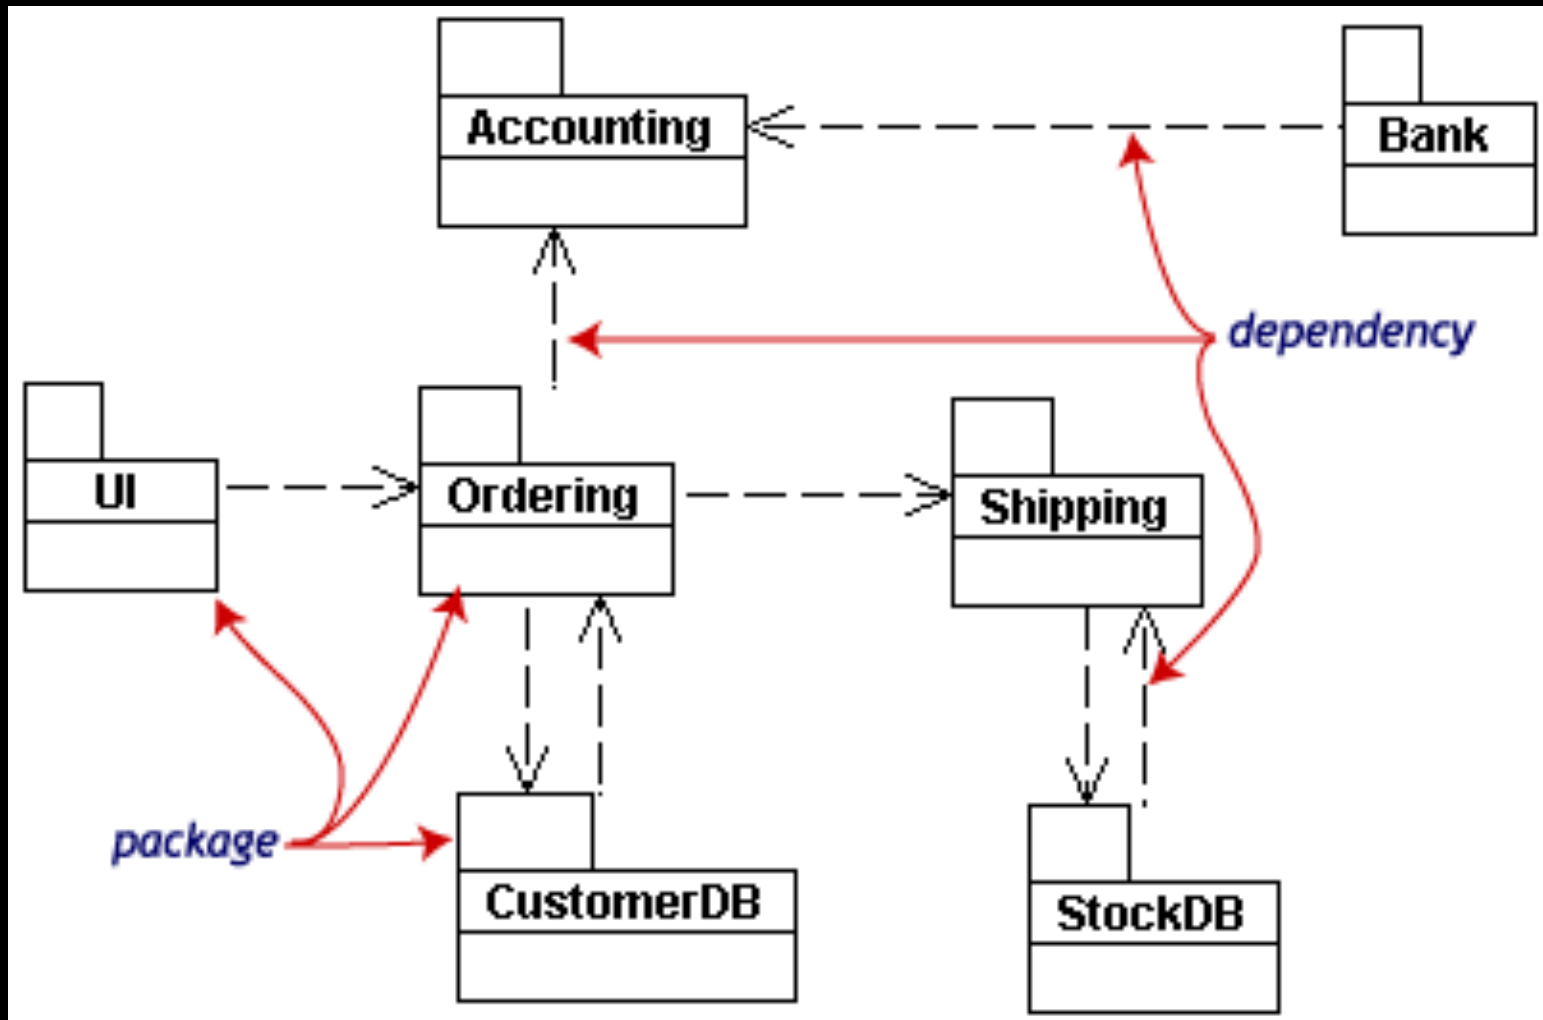 Accounting
Bank
dependency
UI
Ordering
Shipping
package
CustomerDB
StockDB